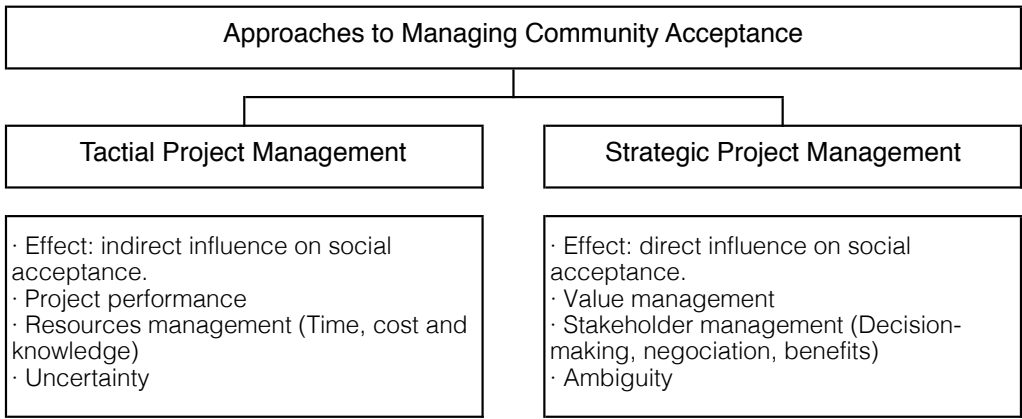 Approaches to Managing Community Acceptance
Tactial Project Management
Strategic Project Management
· Effect: indirect influence on social
acceptance.
· Project performance
· Resources management (Time, cost and
knowledge)
· Uncertainty
· Effect: direct influence on social
acceptance.
· Value management
· Stakeholder management (Decision-
making, negociation, benefits)
· Ambiguity